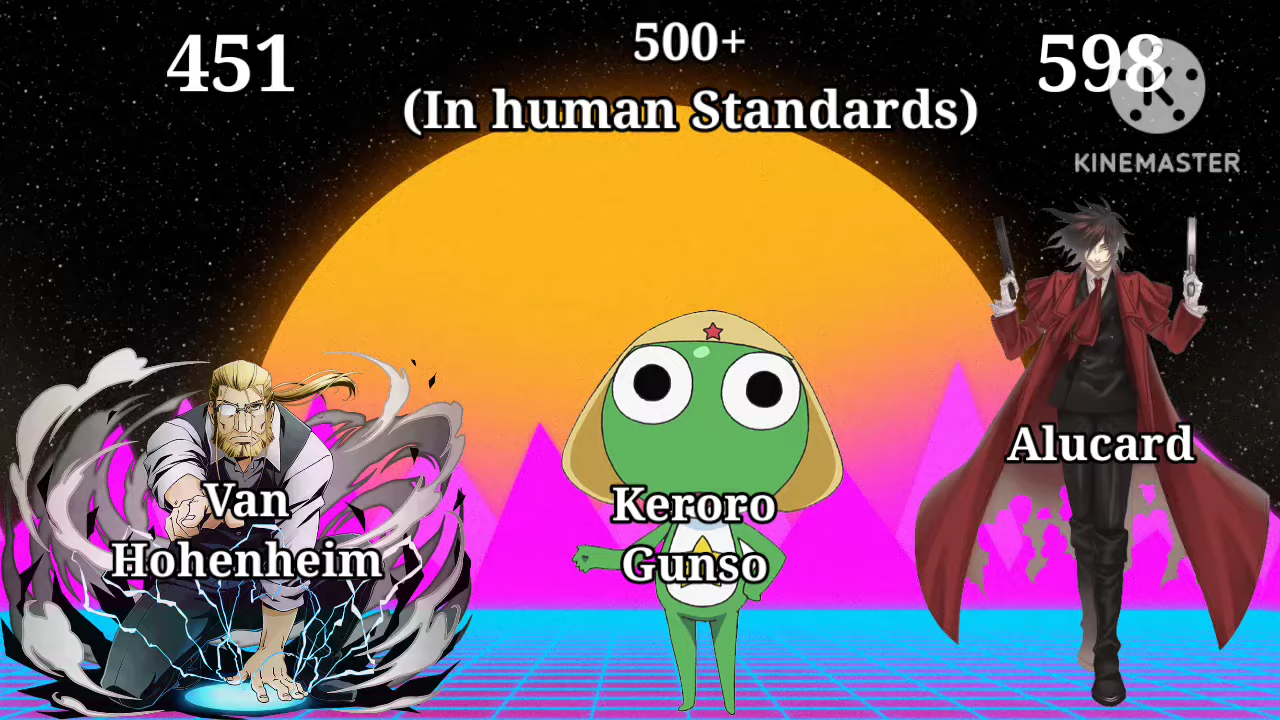 451
500+
(In human Standards)
598
K
KINEMASTER
Van
Hohenheim
Keroro
Gunso
Alucard